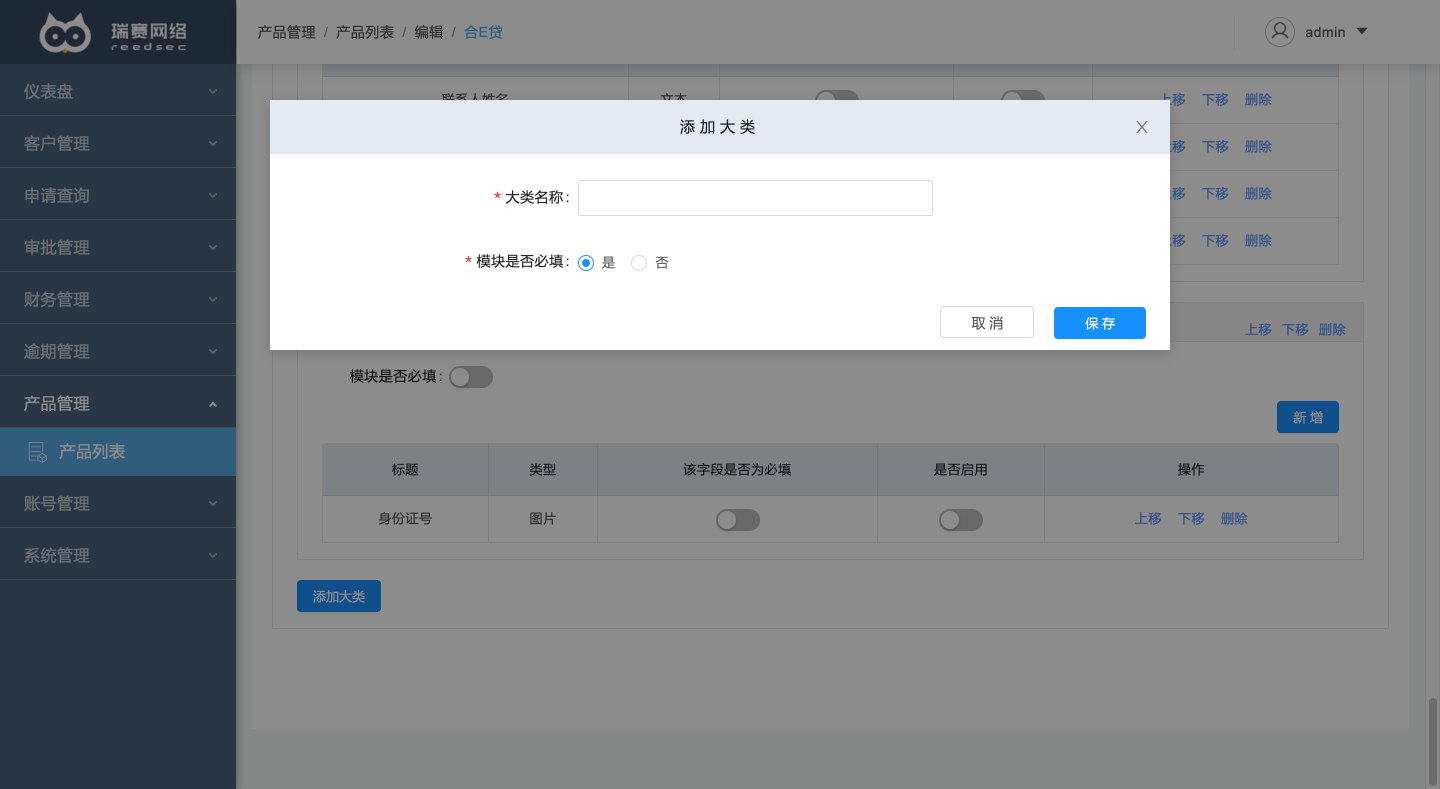 瑞赛网络
reedsec
产品管理 / 产品列表 / 编辑 / 合E贷
admin
仪表盘
客户管理
申请查询
审批管理
财务管理
逾期管理
产品管理
产品列表
账号管理
系统管理
联系人姓名 文本 上移 下移 删除
上移 下移 删除
上移 下移 删除
上移 下移 删除
添加大类
* 大类名称:
* 模块是否必填: 是 否
取消 保存
上移 下移 删除
模块是否必填:
新增
标题 类型 该字段是否为必填 是否启用 操作
身份证号 图片 上移 下移 删除
添加大类